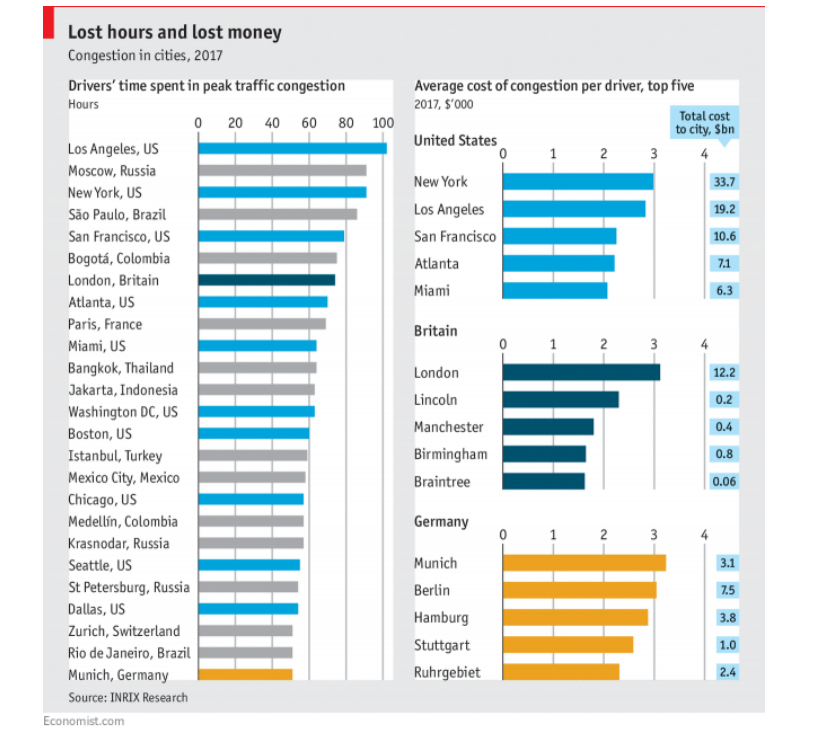 Lost hours and lost money
Congestion in cities, 2017
Drivers' time spent in peak traffic congestion
Hours
0 20 40 60 80 100
Los Angeles, US
Moscow, Russia
New York, US
São Paulo, Brazil
San Francisco, US
Bogotá, Colombia
London, Britain
Atlanta, US
Paris, France
Miami, US
Bangkok, Thailand
Jakarta, Indonesia
Washington DC, US
Boston, US
Istanbul, Turkey
Mexico City, Mexico
Chicago, US
Medellín, Colombia
Krasnodar, Russia
Seattle, US
St Petersburg, Russia
Dallas, US
Zurich, Switzerland
Rio de Janeiro, Brazil
Munich, Germany
Average cost of congestion per driver, top five
2017, $'000
Total cost
to city, $bn
United States
0 1 2 3 4
New York 33.7
Los Angeles 19.2
San Francisco 10.6
Atlanta 7.1
Miami 6.3
Britain
0 1 2 3 4
London 12.2
Lincoln 0.2
Manchester 0.4
Birmingham 0.8
Braintree 0.06
Germany
0 1 2 3 4
Munich 3.1
Berlin 7.5
Hamburg 3.8
Stuttgart 1.0
Ruhrgebiet 2.4
Source: INRIX Research
Economist.com